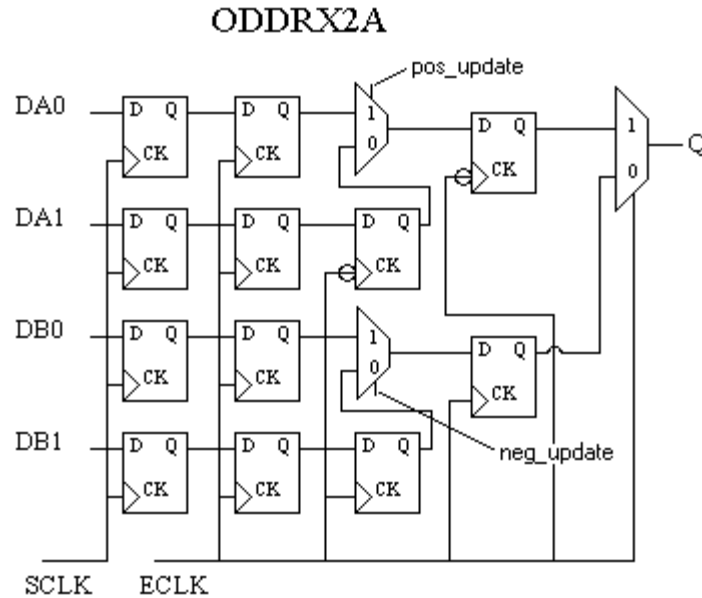 ODDRX2A
pos_update
DA0
D Q
D Q
1
0
D Q
1
0
Q
CK
CK
CK
DA1
D Q
D Q
D Q
CK
CK
CK
DB0
D Q
D Q
1
0
D Q
CK
CK
CK
DB1
D Q
D Q
D Q
neg_update
CK
CK
CK
SCLK
ECLK